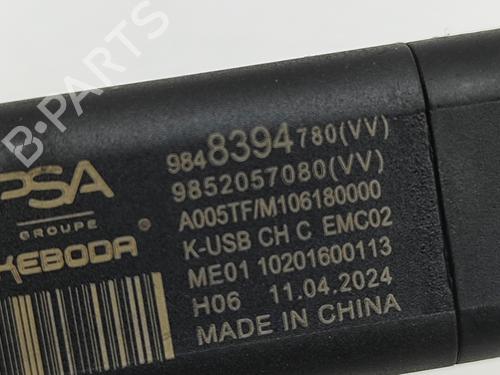 9848394780(VV)
9852057080(VV)
A005TF/M106180000
K-USB CH C EMC02
ME01 10201600113
H06 11.04.2024
MADE IN CHINA
PSA
GROUPE
KEBODA
B-PARTS